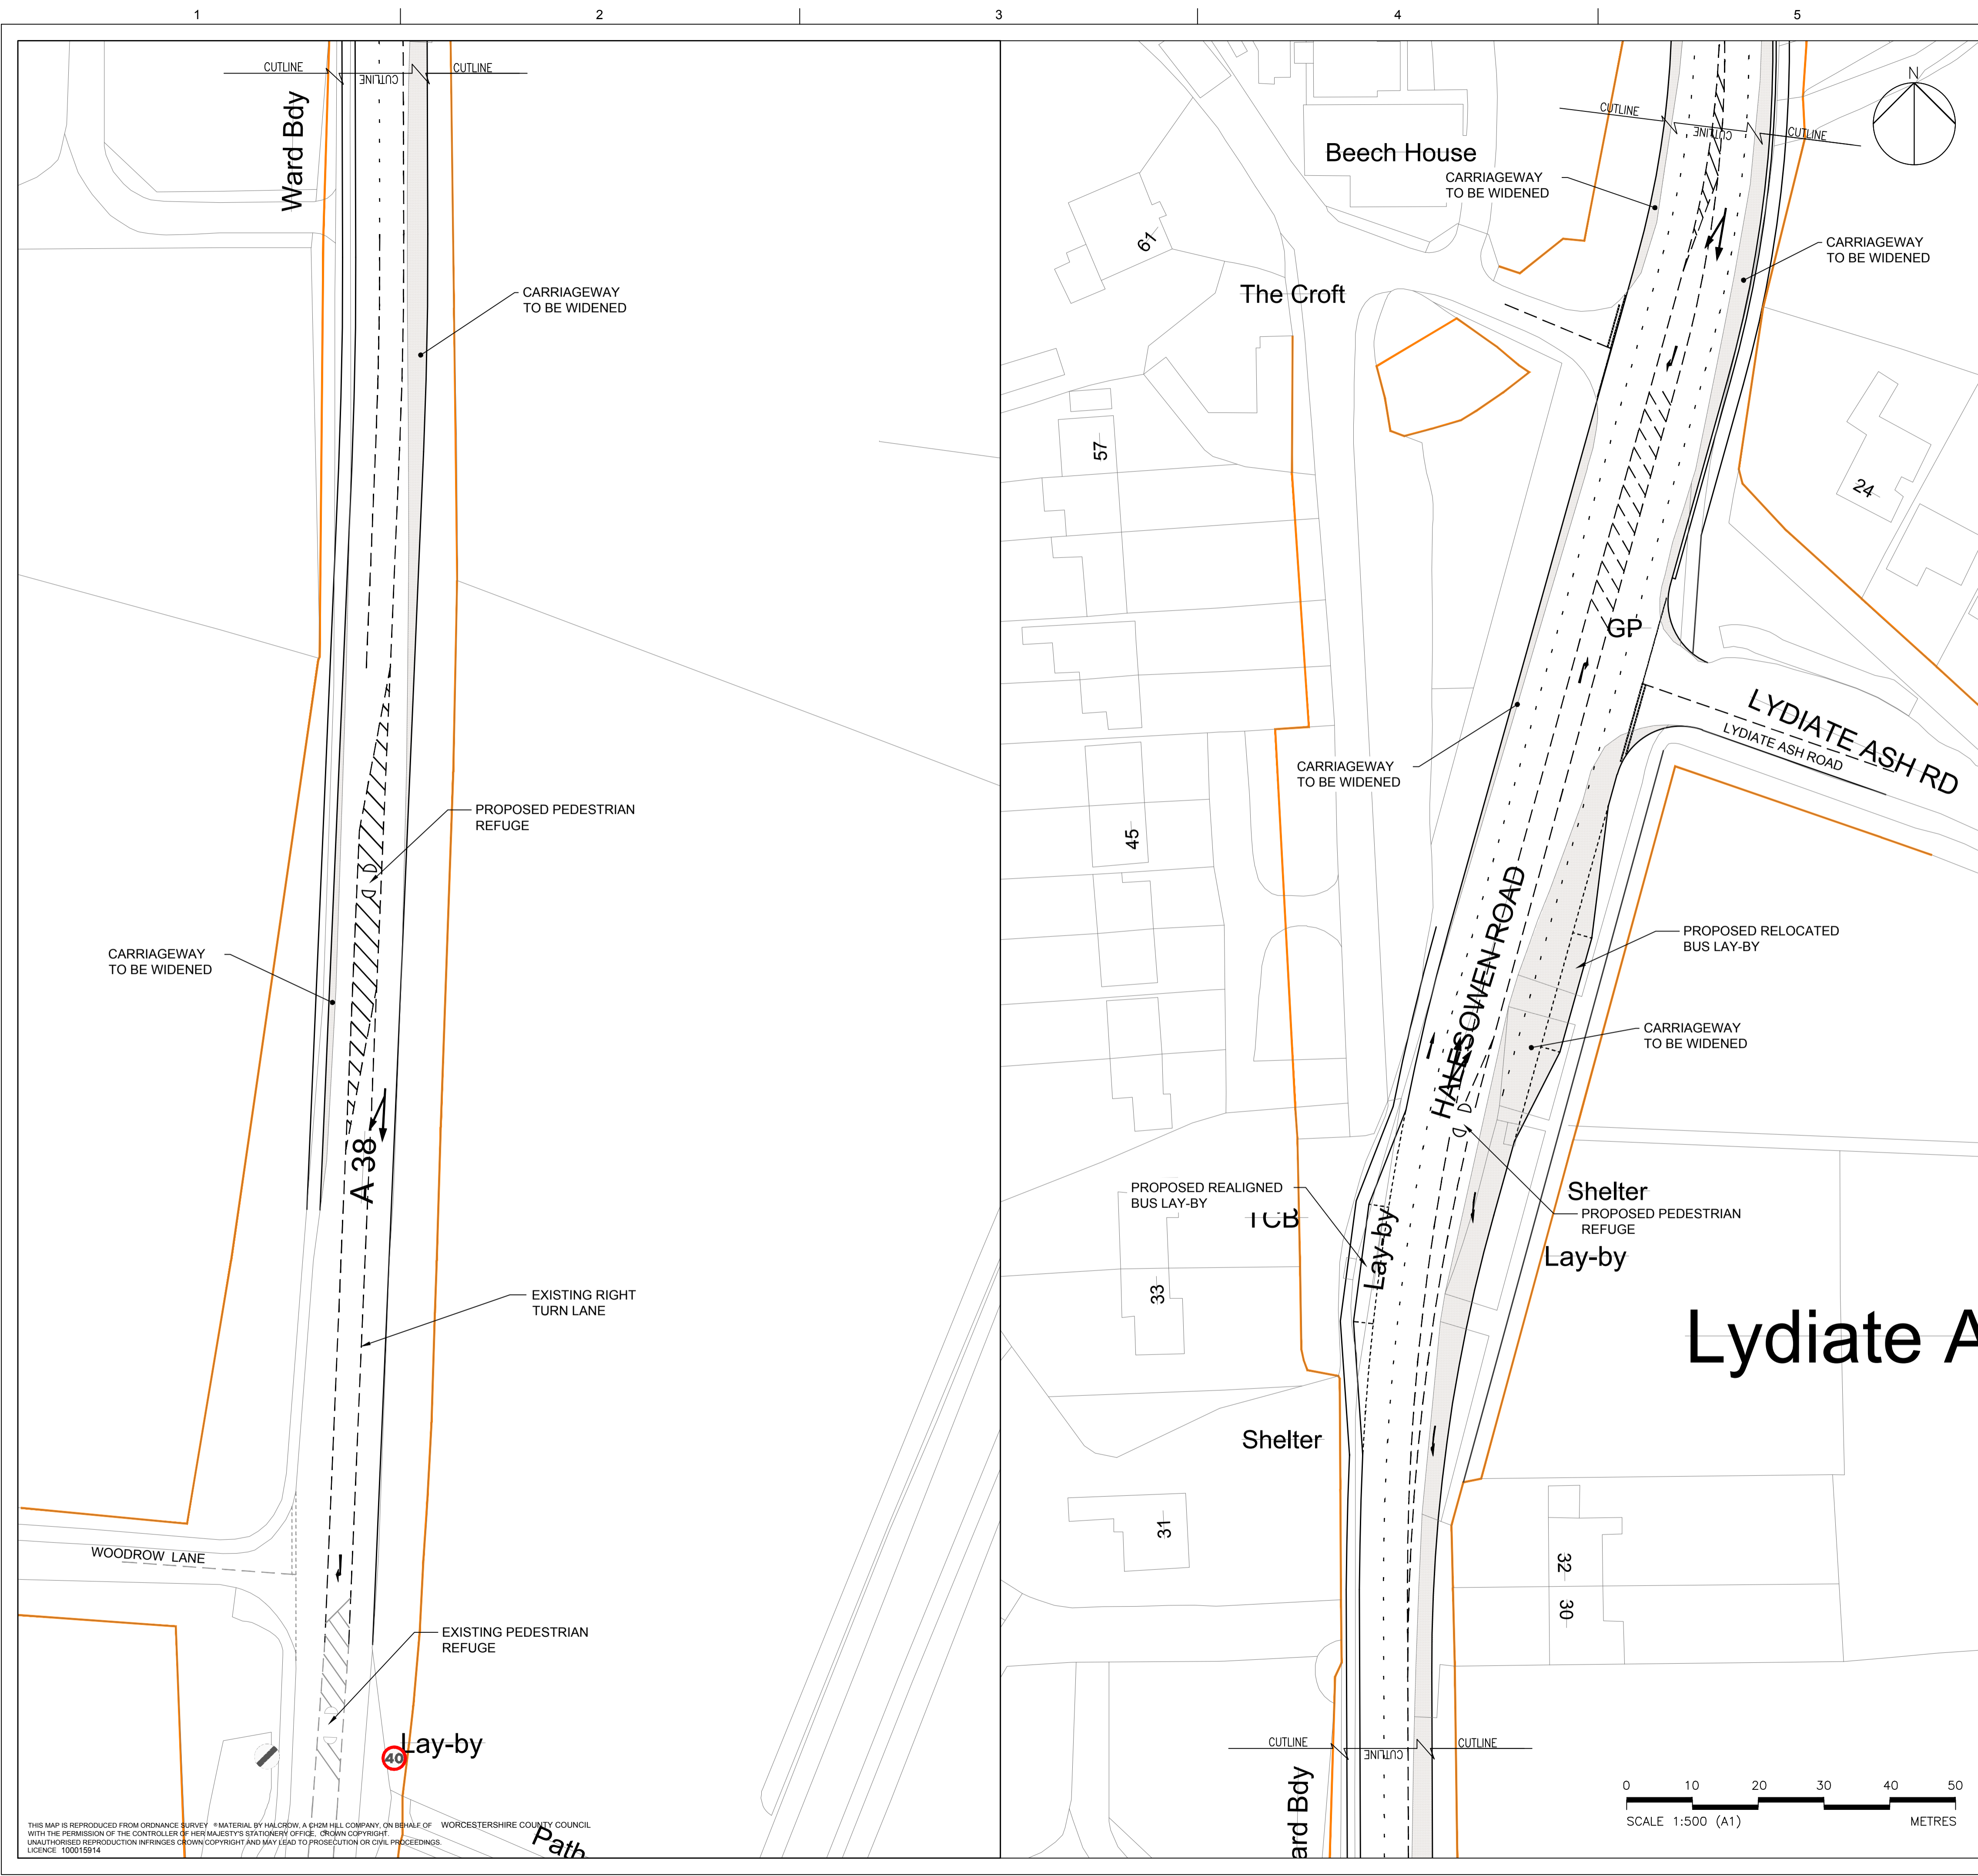 1
2
3
4
5
CUTLINE
CUTLINE
CUTLINE
Ward Bdy
CARRIAGEWAY
TO BE WIDENED
PROPOSED PEDESTRIAN
REFUGE
CARRIAGEWAY
TO BE WIDENED
A 38
EXISTING RIGHT
TURN LANE
WOODROW LANE
EXISTING PEDESTRIAN
REFUGE
40
Lay-by
Path
THIS MAP IS REPRODUCED FROM ORDNANCE SURVEY ® MATERIAL BY HALCROW, A CH2M HILL COMPANY, ON BEHALF OF WORCESTERSHIRE COUNTY COUNCIL
WITH THE PERMISSION OF THE CONTROLLER OF HER MAJESTY'S STATIONERY OFFICE, CROWN COPYRIGHT.
UNAUTHORISED REPRODUCTION INFRINGES CROWN COPYRIGHT AND MAY LEAD TO PROSECUTION OR CIVIL PROCEEDINGS.
LICENCE 100015914
Beech House
CARRIAGEWAY
TO BE WIDENED
CUTLINE
CUTLINE
CUTLINE
N
61
The Croft
CARRIAGEWAY
TO BE WIDENED
57
24
GP
LYDIATE ASH RD
LYDIATE ASH ROAD
CARRIAGEWAY
TO BE WIDENED
45
HALESOWEN ROAD
PROPOSED RELOCATED
BUS LAY-BY
CARRIAGEWAY
TO BE WIDENED
PROPOSED REALIGNED
BUS LAY-BY
TCB
Lay-by
Shelter
PROPOSED PEDESTRIAN
REFUGE
Lay-by
33
Lydiate A
Shelter
31
32
30
CUTLINE
CUTLINE
CUTLINE
ard Bdy
0 10 20 30 40 50
SCALE 1:500 (A1) METRES